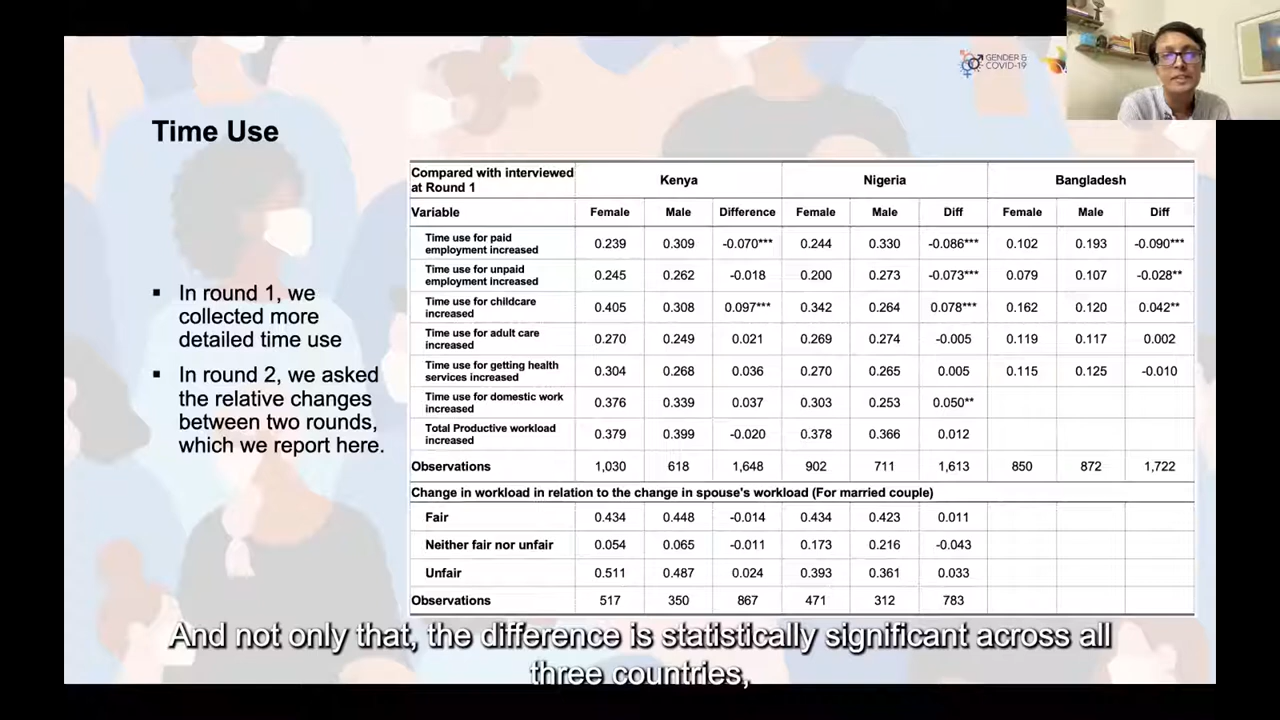 GENDER &
COVID-19
Time Use
▪ In round 1, we
collected more
detailed time use
▪ In round 2, we asked
the relative changes
between two rounds,
which we report here.
Compared with interviewed
at Round 1
Kenya Nigeria Bangladesh
Variable Female Male Difference Female Male Diff Female Male Diff
Time use for paid
employment increased
0.239 0.309 -0.070*** 0.244 0.330 -0.086*** 0.102 0.193 -0.090***
Time use for unpaid
employment increased
0.245 0.262 -0.018 0.200 0.273 -0.073*** 0.079 0.107 -0.028**
Time use for childcare
increased
0.405 0.308 0.097*** 0.342 0.264 0.078*** 0.162 0.120 0.042**
Time use for adult care
increased
0.270 0.249 0.021 0.269 0.274 -0.005 0.119 0.117 0.002
Time use for getting health
services increased
0.304 0.268 0.036 0.270 0.265 0.005 0.115 0.125 -0.010
Time use for domestic work
increased
0.376 0.339 0.037 0.303 0.253 0.050**
Total Productive workload
increased
0.379 0.399 -0.020 0.378 0.366 0.012
Observations 1,030 618 1,648 902 711 1,613 850 872 1,722
Change in workload in relation to the change in spouse's workload (For married couple)
Fair 0.434 0.448 -0.014 0.434 0.423 0.011
Neither fair nor unfair 0.054 0.065 -0.011 0.173 0.216 -0.043
Unfair 0.511 0.487 0.024 0.393 0.361 0.033
Observations 517 350 867 471 312 783
And not only that, the difference is statistically significant across all
three countries,